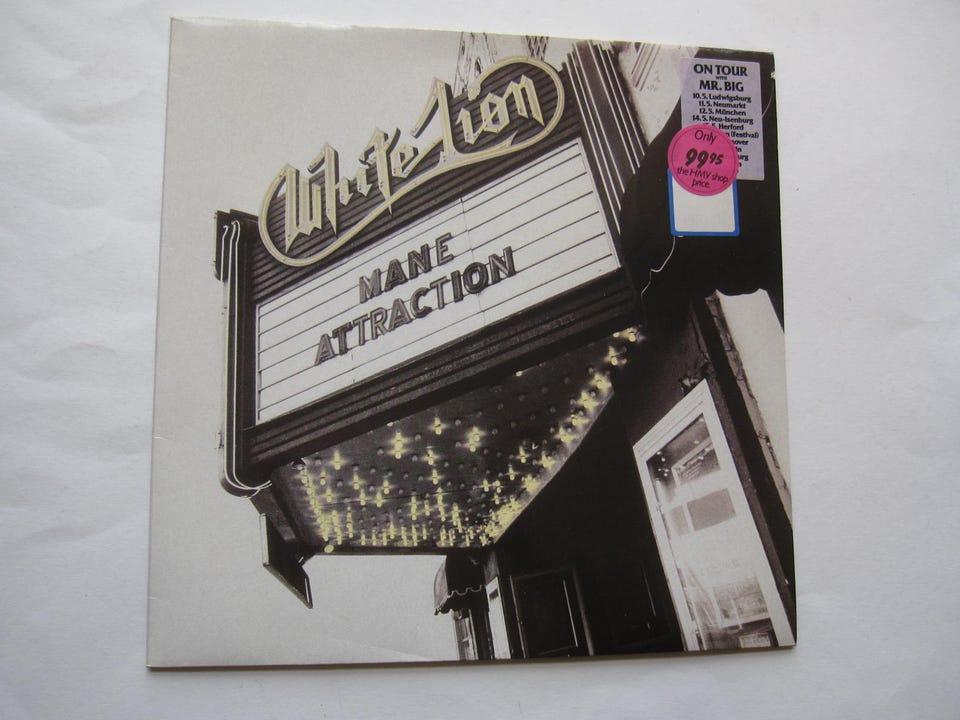 White Lion
MANE
ATTRACTION
ON TOUR
WITH
MR. BIG
10. 5. Ludwigsburg
11. 5. Neumarkt
12. 5. München
14. 5. Neu-Isenburg
5. Herford
(Festival)
Only
99 95
the HMV shop
price.